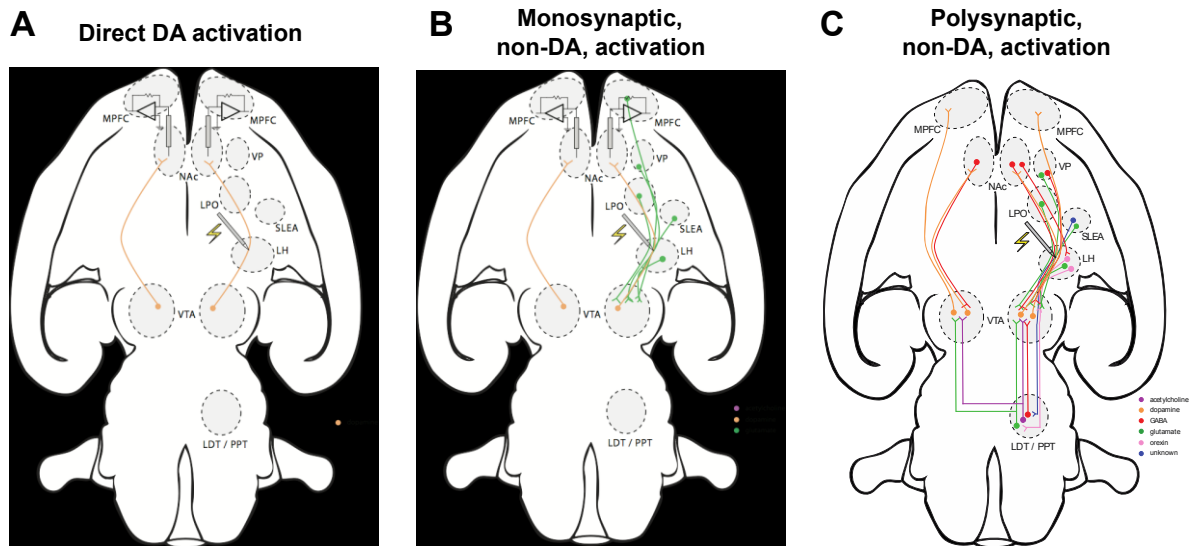 A
Direct DA activation
MPFC
MPFC
NAc
VP
LPO
SLEA
LH
VTA
LDT / PPT
B
Monosynaptic,
non-DA, activation
MPFC
MPFC
NAc
VP
LPO
SLEA
LH
VTA
LDT / PPT
C
Polysynaptic,
non-DA, activation
MPFC
MPFC
NAc
VP
LPO
SLEA
LH
VTA
LDT / PPT
acetylcholine
dopamine
GABA
glutamate
orexin
unknown